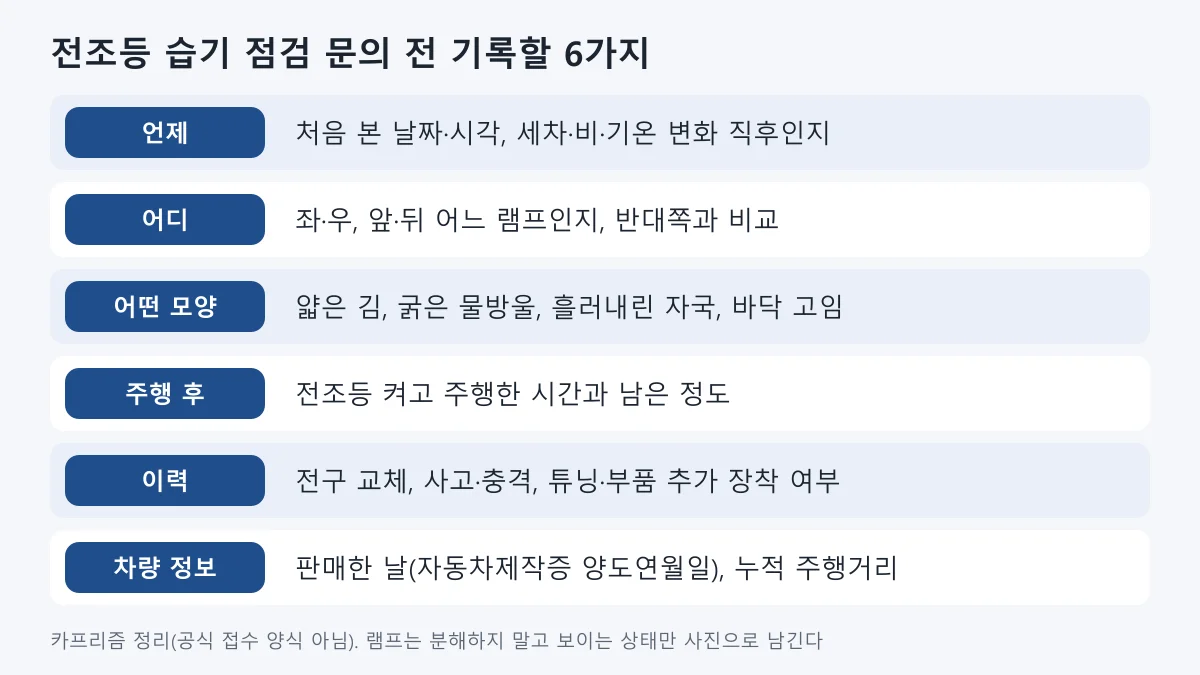 전조등 습기 점검 문의 전 기록할 6가지
언제
처음 본 날짜·시각, 세차·비·기온 변화 직후인지
어디
좌·우, 앞·뒤 어느 램프인지, 반대쪽과 비교
어떤 모양
얇은 김, 굵은 물방울, 흘러내린 자국, 바닥 고임
주행 후
전조등 켜고 주행한 시간과 남은 정도
이력
전구 교체, 사고·충격, 튜닝·부품 추가 장착 여부
차량 정보
판매한 날(자동차제작증 양도연월일), 누적 주행거리
카프리즘 정리(공식 접수 양식 아님). 램프는 분해하지 말고 보이는 상태만 사진으로 남긴다